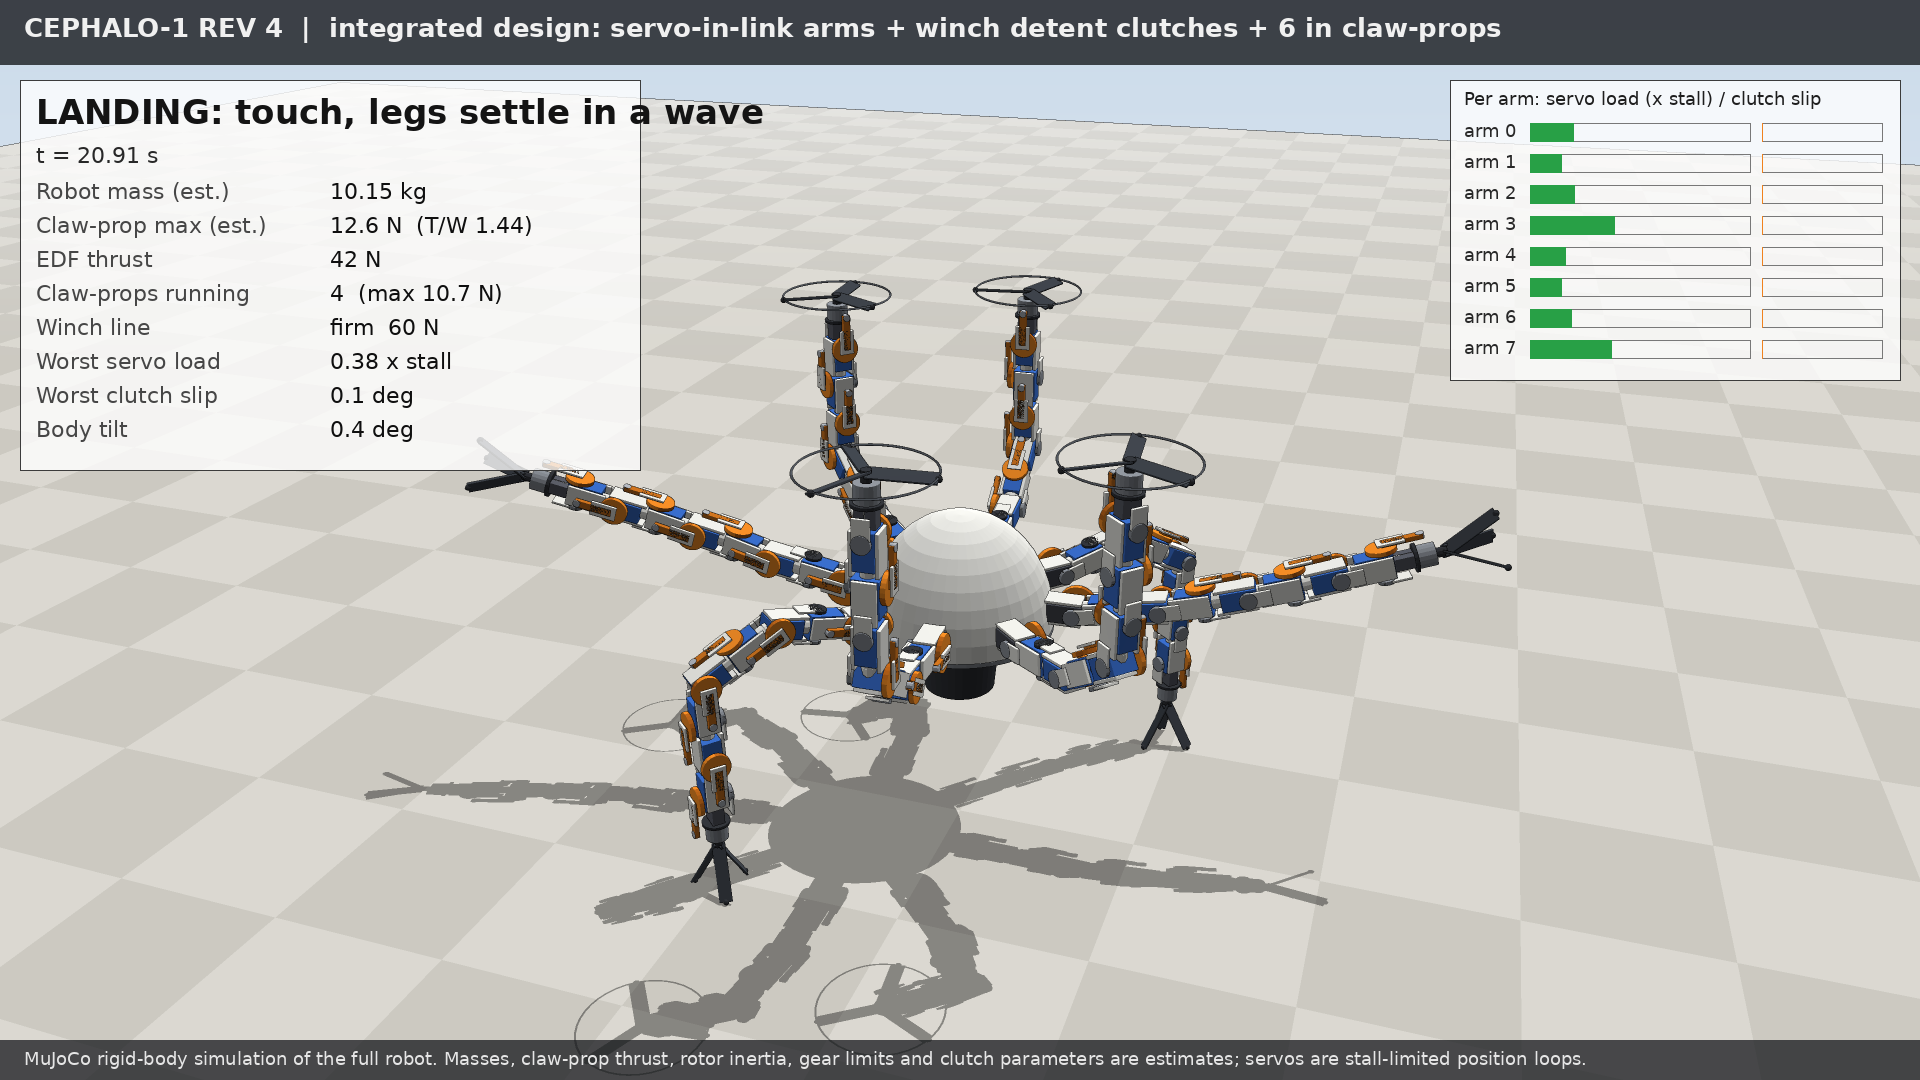 CEPHALO-1 REV 4 | integrated design: servo-in-link arms + winch detent clutches + 6 in claw-props
LANDING: touch, legs settle in a wave
t = 20.91 s
Robot mass (est.) 10.15 kg
Claw-prop max (est.) 12.6 N (T/W 1.44)
EDF thrust 42 N
Claw-props running 4 (max 10.7 N)
Winch line firm 60 N
Worst servo load 0.38 x stall
Worst clutch slip 0.1 deg
Body tilt 0.4 deg
Per arm: servo load (x stall) / clutch slip
arm 0
arm 1
arm 2
arm 3
arm 4
arm 5
arm 6
arm 7
MuJoCo rigid-body simulation of the full robot. Masses, claw-prop thrust, rotor inertia, gear limits and clutch parameters are estimates; servos are stall-limited position loops.